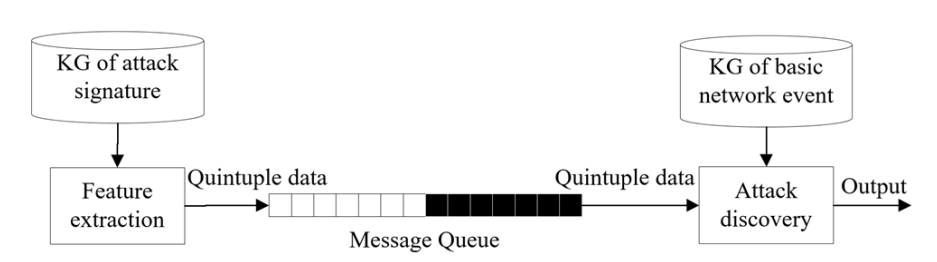 KG of attack
signature
KG of basic
network event
Feature
extraction
Quintuple data
Message Queue
Quintuple data
Attack
discovery
Output